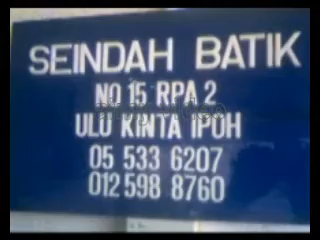 SEINDAH BATIK
NO 15 RPA 2
ULU KINTA IPOH
05 533 6207
012 598 8760